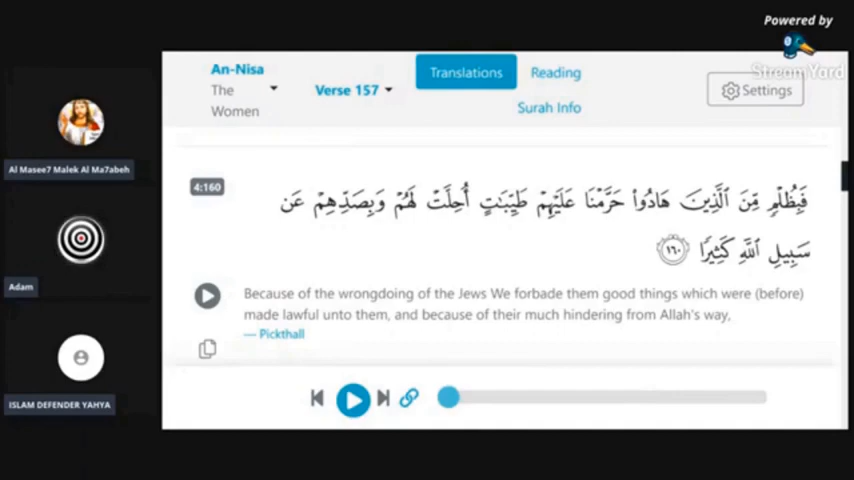 Powered by
StreamYard
An-Nisa
The
Women
Verse 157
Translations
Reading
Surah Info
Settings
Al Masee7 Malek Al Ma7abeh
Adam
ISLAM DEFENDER YAHYA
4:160
فَبِظُلْمٍ مِّنَ ٱلَّذِينَ هَادُوا۟ حَرَّمْنَا عَلَيْهِمْ طَيِّبَٰتٍ أُحِلَّتْ لَهُمْ وَبِصَدِّهِمْ عَن
سَبِيلِ ٱللَّهِ كَثِيرًا ١٦٠
Because of the wrongdoing of the Jews We forbade them good things which were (before)
made lawful unto them, and because of their much hindering from Allah's way,
— Pickthall